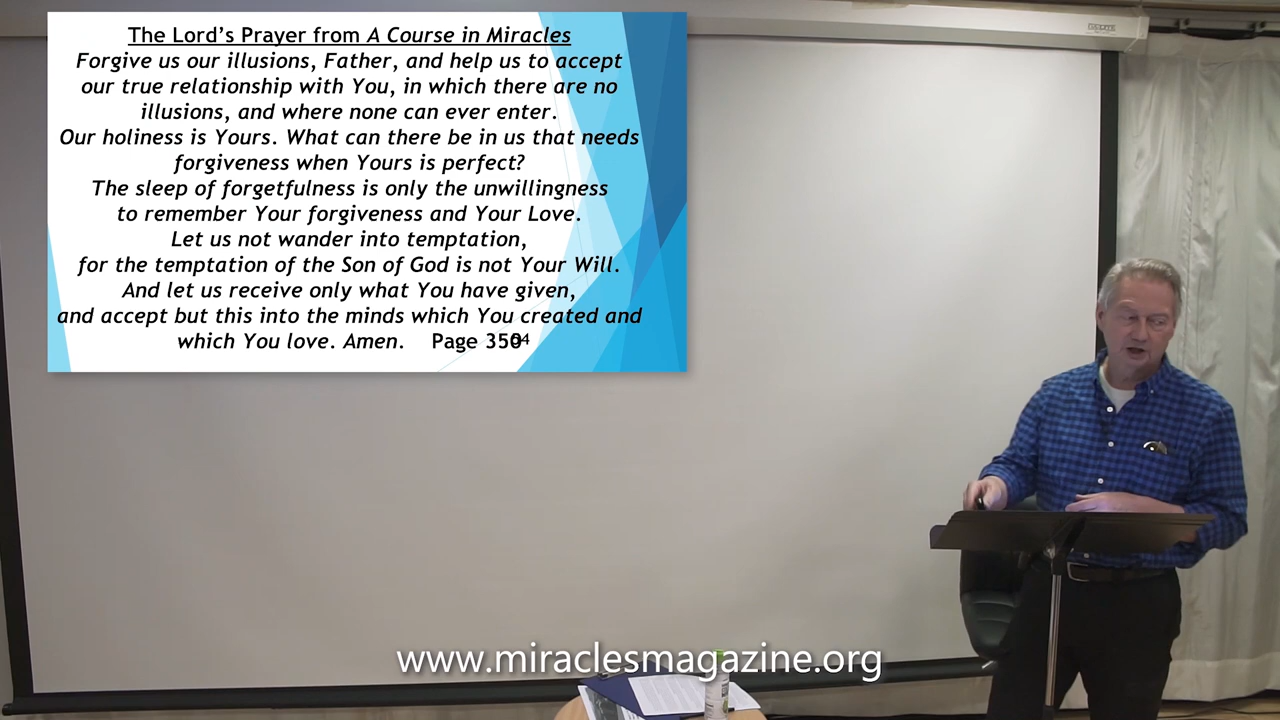 The Lord's Prayer from A Course in Miracles
Forgive us our illusions, Father, and help us to accept
our true relationship with You, in which there are no
illusions, and where none can ever enter.
Our holiness is Yours. What can there be in us that needs
forgiveness when Yours is perfect?
The sleep of forgetfulness is only the unwillingness
to remember Your forgiveness and Your Love.
Let us not wander into temptation,
for the temptation of the Son of God is not Your Will.
And let us receive only what You have given,
and accept but this into the minds which You created and
which You love. Amen. Page 350
www.miraclesmagazine.org